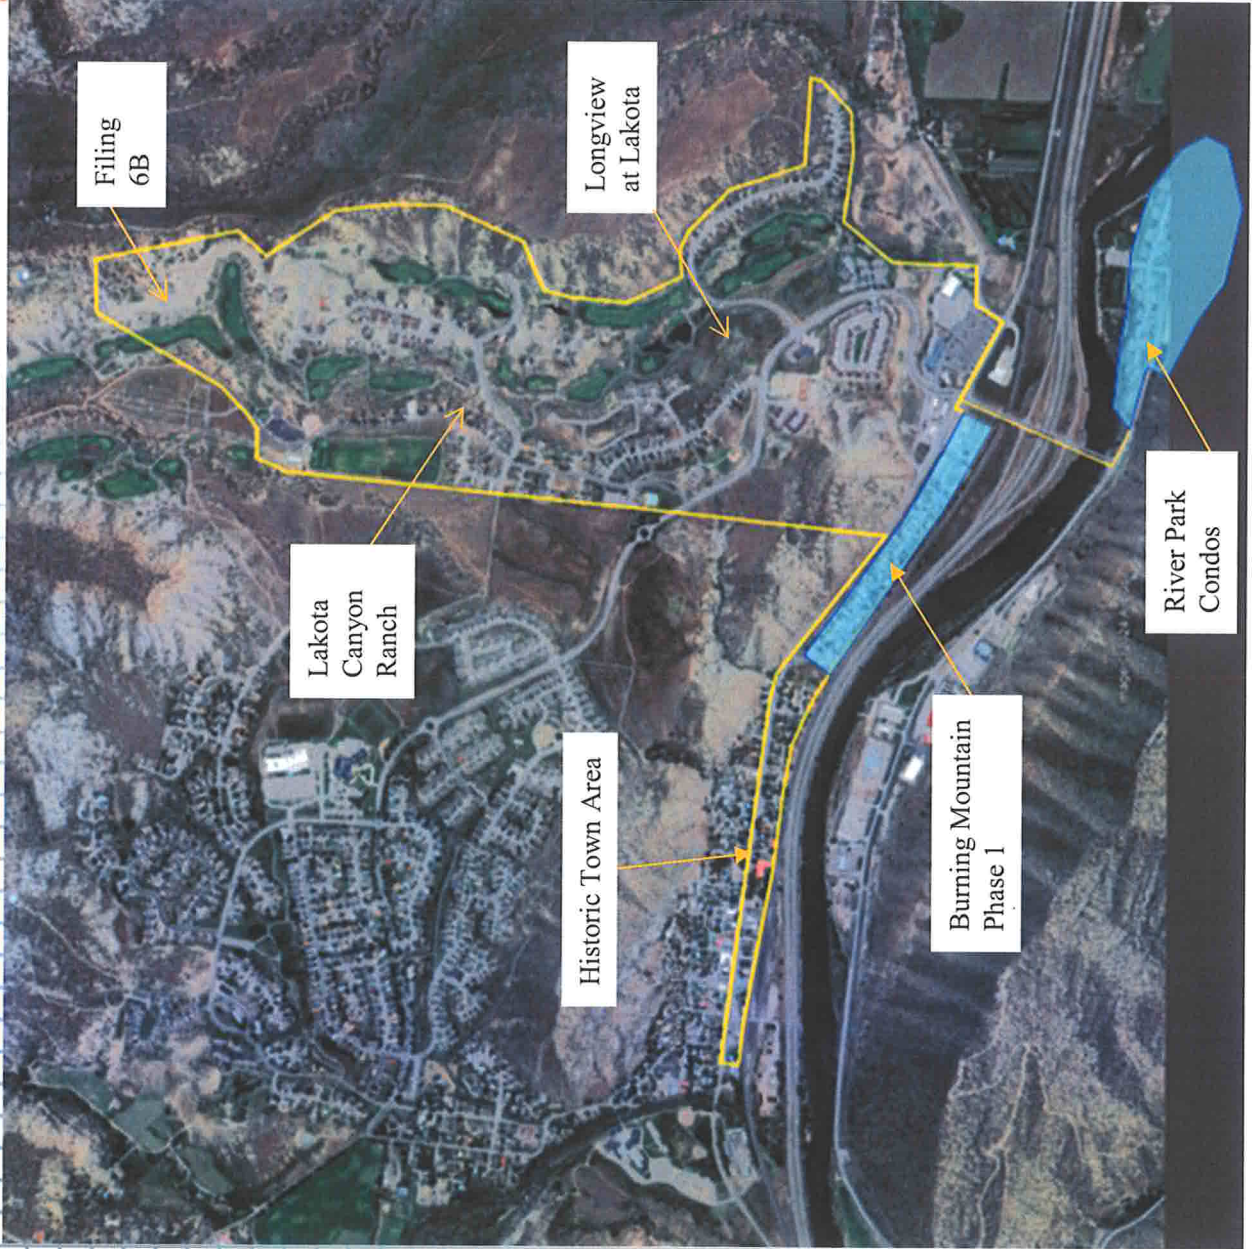 Filing
6B
Longview
at Lakota
Lakota
Canyon
Ranch
Historic Town Area
Burning Mountain
Phase 1
River Park
Condos